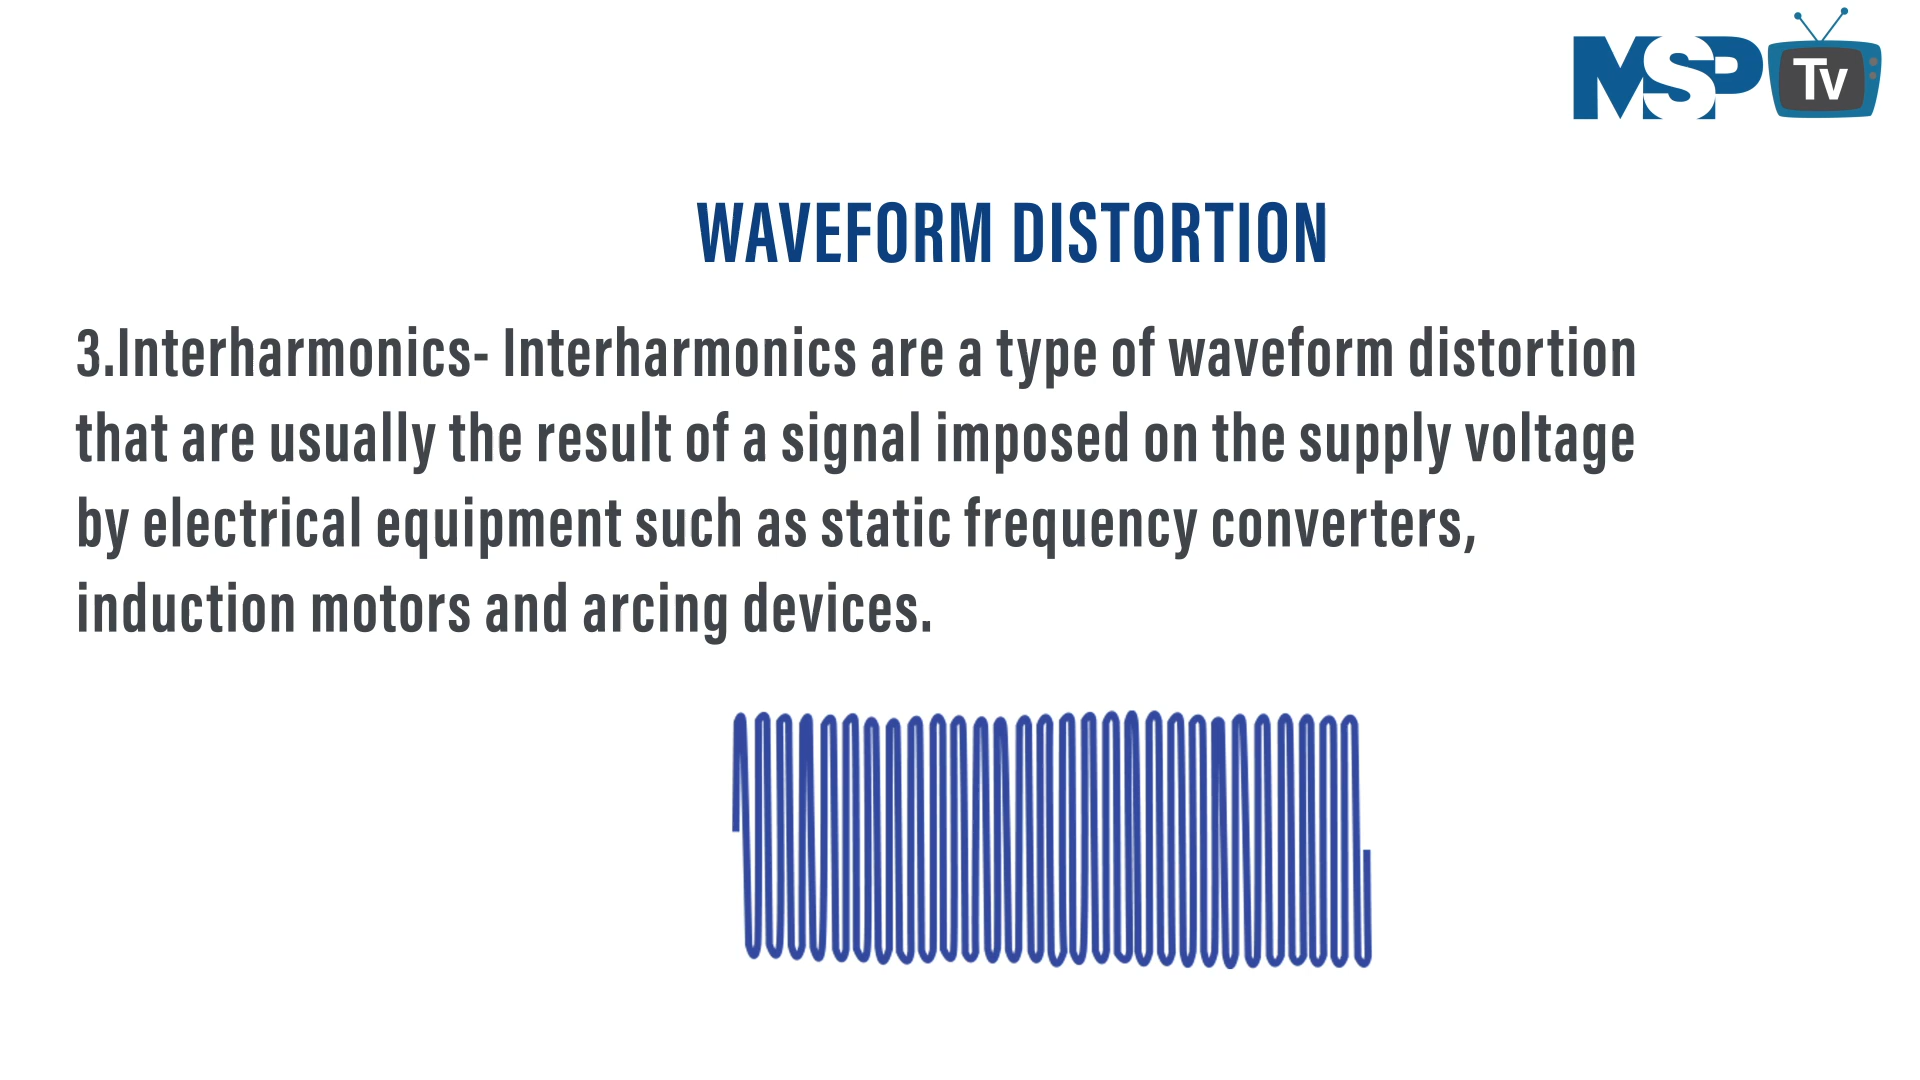 MSP Tv
WAVEFORM DISTORTION
3.Interharmonics- Interharmonics are a type of waveform distortion
that are usually the result of a signal imposed on the supply voltage
by electrical equipment such as static frequency converters,
induction motors and arcing devices.